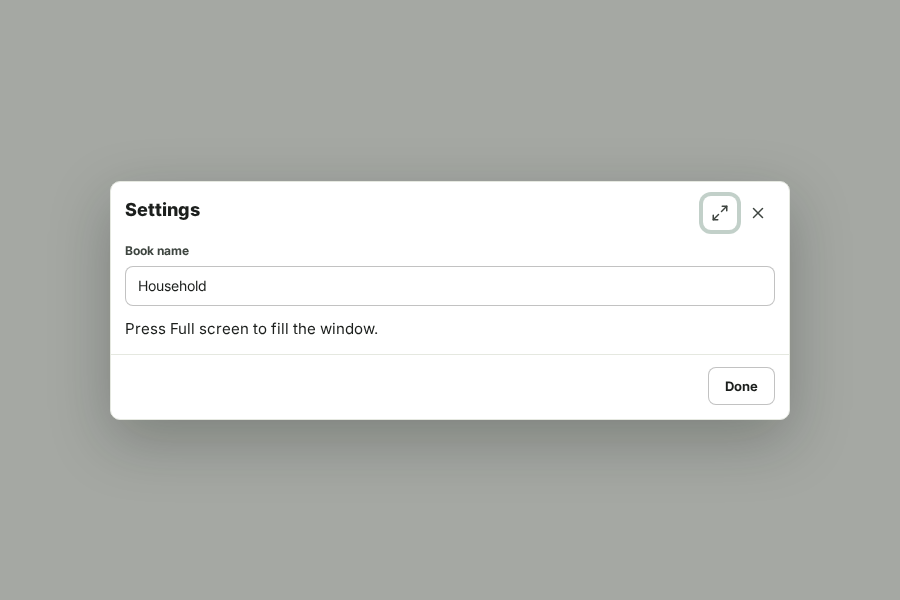 Settings
Book name
Household
Press Full screen to fill the window.
Done